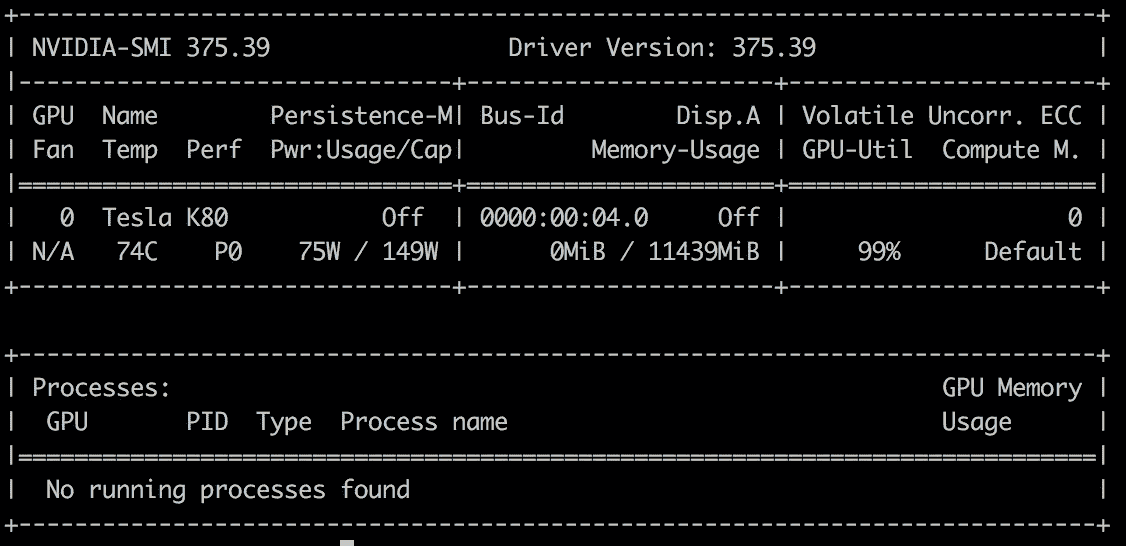 +-----------------------------------------------------------------------------+
| NVIDIA-SMI 375.39                 Driver Version: 375.39                    |
|-------------------------------+----------------------+----------------------+
| GPU  Name        Persistence-M| Bus-Id        Disp.A | Volatile Uncorr. ECC |
| Fan  Temp  Perf  Pwr:Usage/Cap|         Memory-Usage | GPU-Util  Compute M. |
|===============================+======================+======================|
|   0  Tesla K80           Off  | 0000:00:04.0     Off |                    0 |
| N/A   74C    P0    75W / 149W |      0MiB / 11439MiB |     99%      Default |
+-------------------------------+----------------------+----------------------+
+-----------------------------------------------------------------------------+
| Processes:                                                       GPU Memory |
|  GPU       PID  Type  Process name                               Usage      |
|=============================================================================|
|  No running processes found                                                 |
+-----------------------------------------------------------------------------+